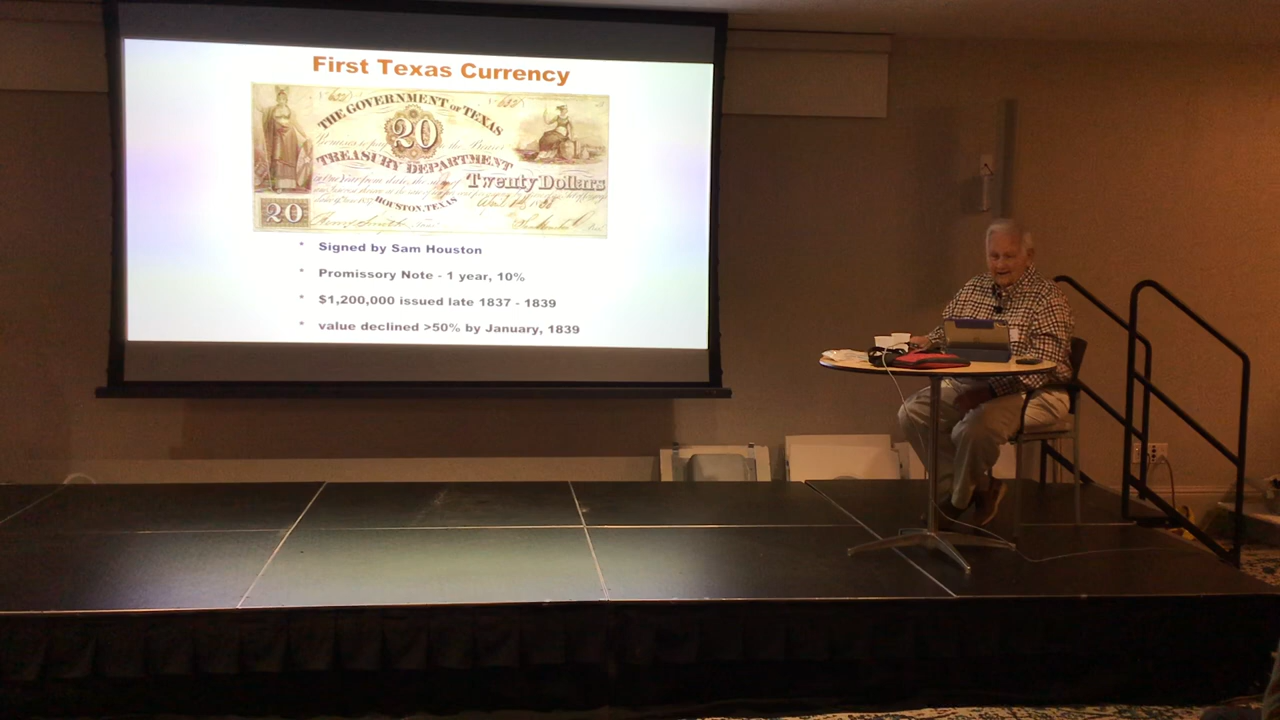 First Texas Currency
THE GOVERNMENT OF TEXAS
20
TREASURY DEPARTMENT
Twenty Dollars
HOUSTON, TEXAS
20
* Signed by Sam Houston
* Promissory Note - 1 year, 10%
* $1,200,000 issued late 1837 - 1839
* value declined >50% by January, 1839